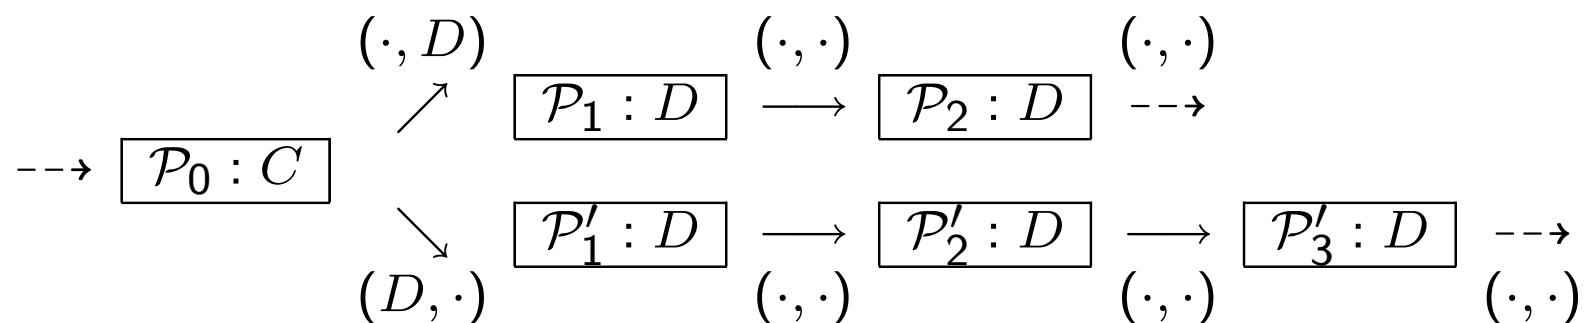 (·, D) (·, ·) (·, ·)
𝒫₁ : D 𝒫₂ : D
𝒫₀ : C
𝒫′₁ : D 𝒫′₂ : D 𝒫′₃ : D
(D, ·) (·, ·) (·, ·) (·, ·)